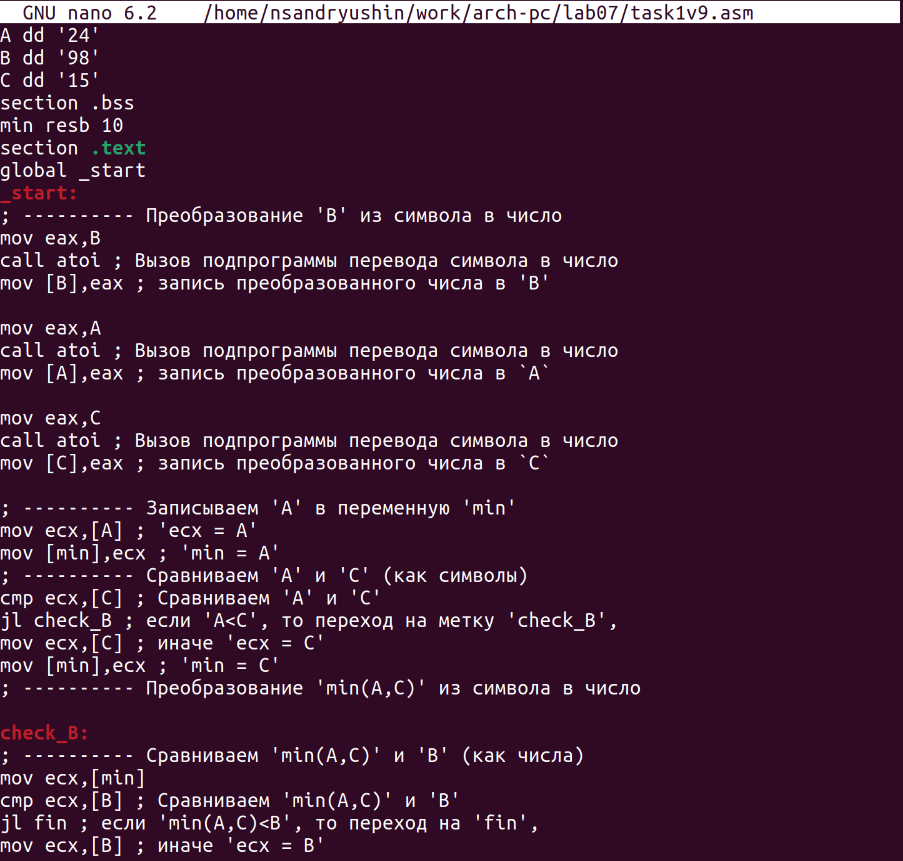 GNU nano 6.2 /home/nsandryushin/work/arch-pc/lab07/task1v9.asm
A dd '24'
B dd '98'
C dd '15'
section .bss
min resb 10
section .text
global _start
_start:
; ---------- Преобразование 'B' из символа в число
mov eax,B
call atoi ; Вызов подпрограммы перевода символа в число
mov [B],eax ; запись преобразованного числа в 'B'
mov eax,A
call atoi ; Вызов подпрограммы перевода символа в число
mov [A],eax ; запись преобразованного числа в `A`
mov eax,C
call atoi ; Вызов подпрограммы перевода символа в число
mov [C],eax ; запись преобразованного числа в `C`
; ---------- Записываем 'A' в переменную 'min'
mov ecx,[A] ; 'ecx = A'
mov [min],ecx ; 'min = A'
; ---------- Сравниваем 'A' и 'C' (как символы)
cmp ecx,[C] ; Сравниваем 'A' и 'C'
jl check_B ; если 'A<C', то переход на метку 'check_B',
mov ecx,[C] ; иначе 'ecx = C'
mov [min],ecx ; 'min = C'
; ---------- Преобразование 'min(A,C)' из символа в число
check_B:
; ---------- Сравниваем 'min(A,C)' и 'B' (как числа)
mov ecx,[min]
cmp ecx,[B] ; Сравниваем 'min(A,C)' и 'B'
jl fin ; если 'min(A,C)<B', то переход на 'fin',
mov ecx,[B] ; иначе 'ecx = B'